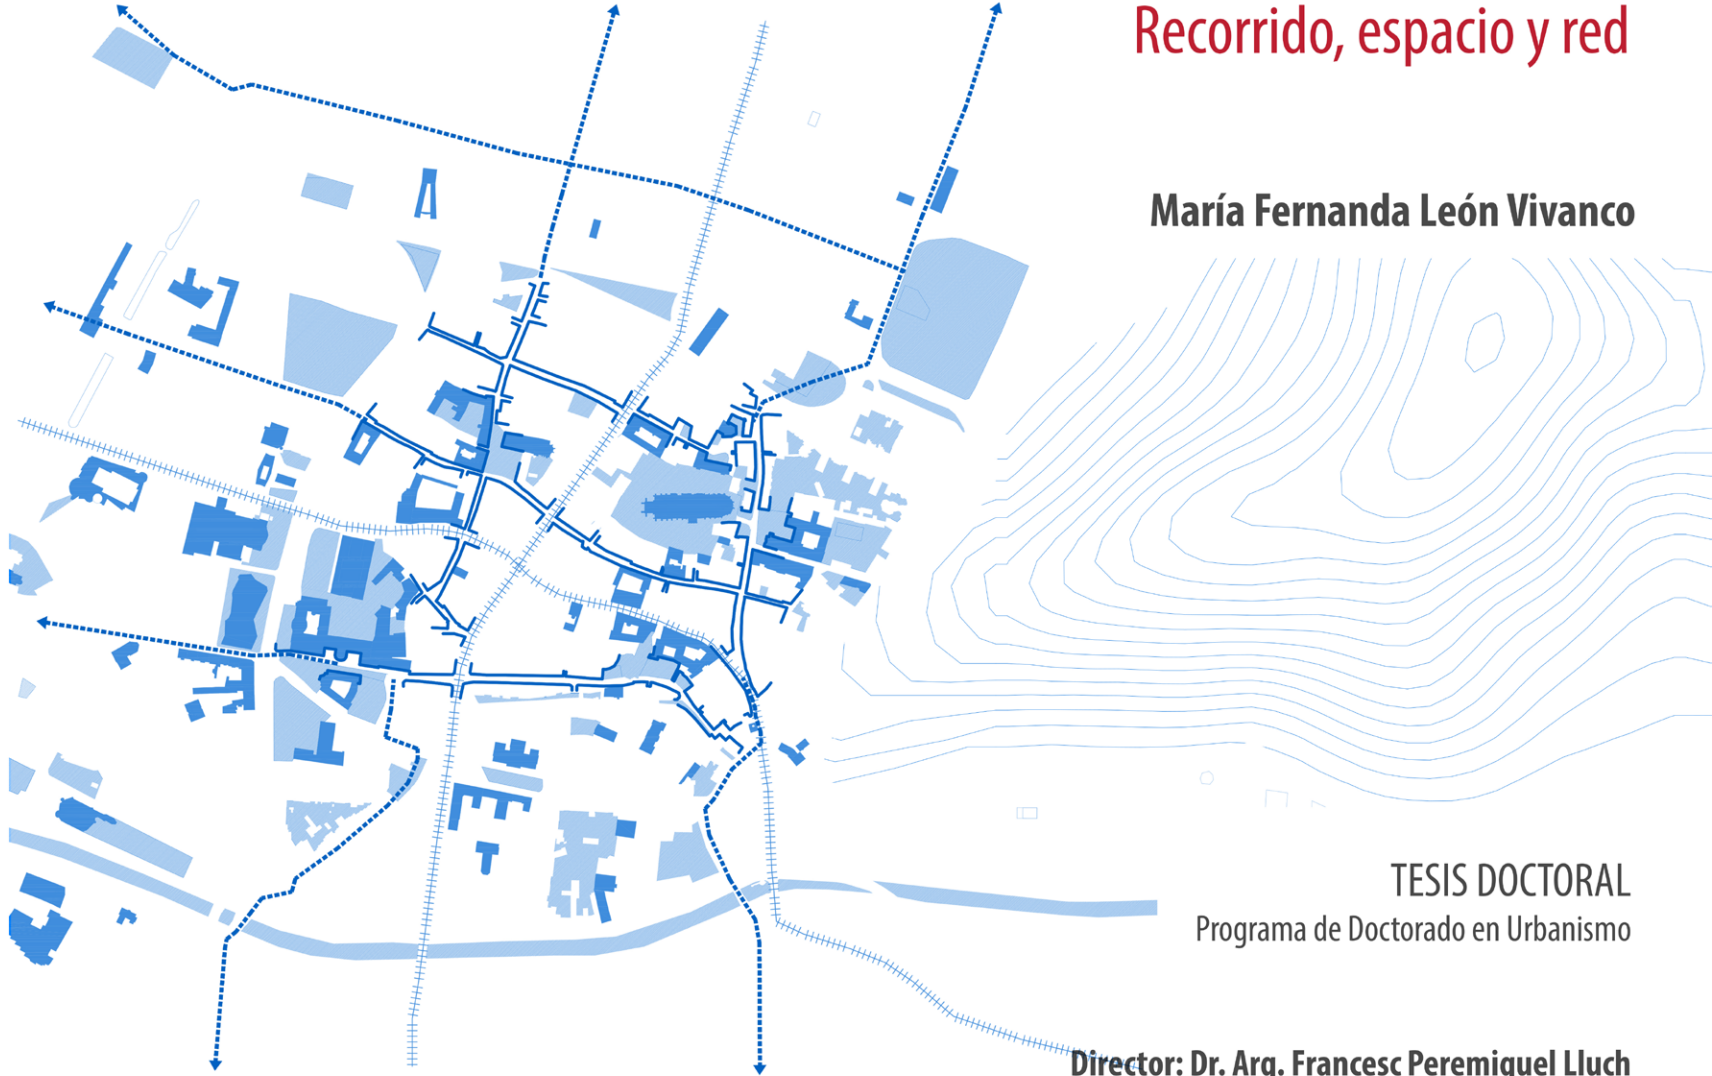 Recorrido, espacio y red
María Fernanda León Vivanco
TESIS DOCTORAL
Programa de Doctorado en Urbanismo
Director: Dr. Arq. Francesc Peremiquel Lluch